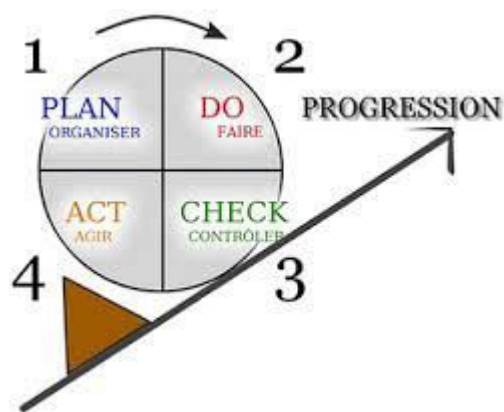 1
2
PLAN
ORGANISER
DO
FAIRE
PROGRESSION
ACT
AGIR
CHECK
CONTRÔLER
4
3